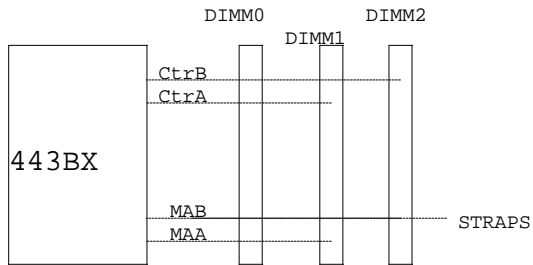 DIMM0 DIMM2
DIMM1
CtrB
CtrA
443BX
MAB
STRAPS
MAA